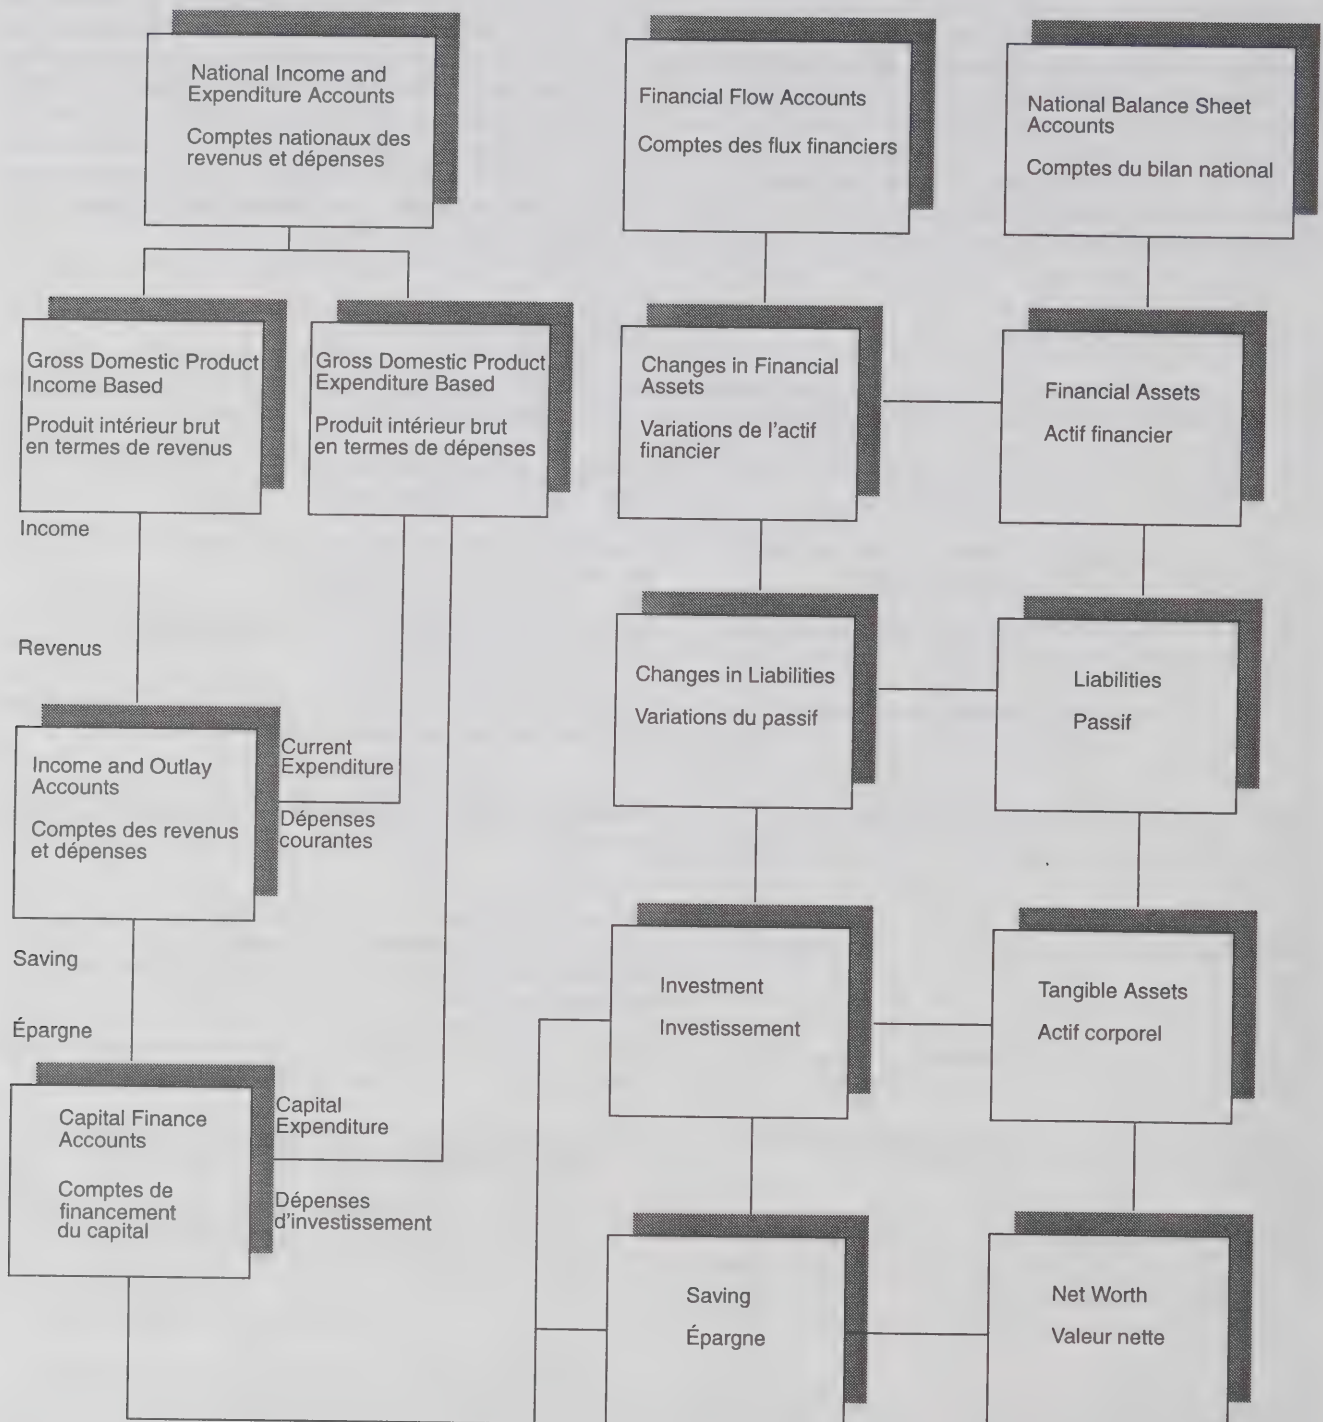 National Income and
Expenditure Accounts
Comptes nationaux des
revenus et dépenses
Financial Flow Accounts
Comptes des flux financiers
National Balance Sheet
Accounts
Comptes du bilan national
Gross Domestic Product
Income Based
Produit intérieur brut
en termes de revenus
Gross Domestic Product
Expenditure Based
Produit intérieur brut
en termes de dépenses
Changes in Financial
Assets
Variations de l'actif
financier
Financial Assets
Actif financier
Income
Revenus
Changes in Liabilities
Variations du passif
Liabilities
Passif
Income and Outlay
Accounts
Comptes des revenus
et dépenses
Current
Expenditure
Dépenses
courantes
Saving
Épargne
Investment
Investissement
Tangible Assets
Actif corporel
Capital Finance
Accounts
Comptes de
financement
du capital
Capital
Expenditure
Dépenses
d'investissement
Saving
Épargne
Net Worth
Valeur nette